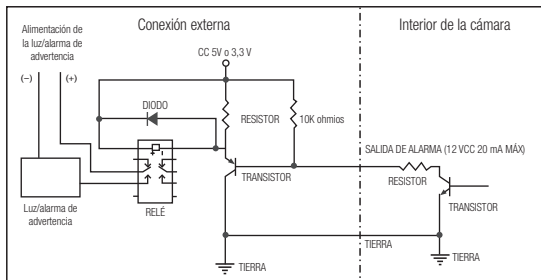 Conexión externa
Interior de la cámara
Alimentación de
la luz/alarma de
advertencia
CC 5V o 3,3 V
(–)
(+)
DIODO
RESISTOR
10K ohmios
SALIDA DE ALARMA (12 VCC 20 mA MÁX)
TRANSISTOR
RESISTOR
RELÉ
TRANSISTOR
Luz/alarma de
advertencia
TIERRA
TIERRA
TIERRA